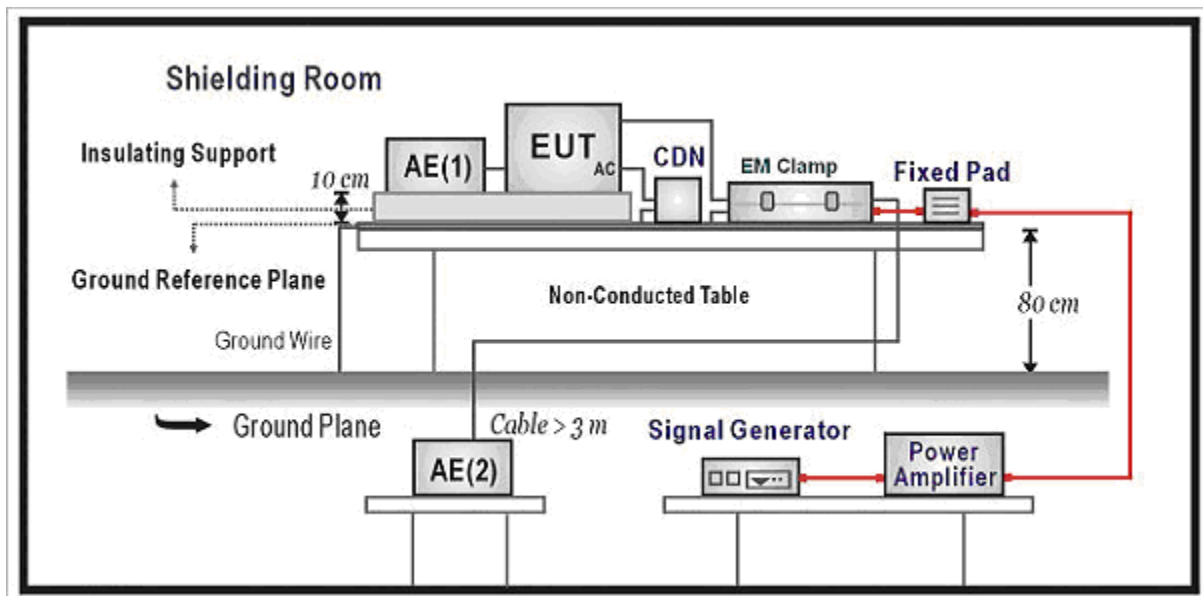 Shielding Room
Insulating Support
10 cm
AE(1)
EUT
AC
CDN
EM Clamp
Fixed Pad
Ground Reference Plane
Non-Conducted Table
80 cm
Ground Wire
Ground Plane
Cable > 3 m
Signal Generator
AE(2)
Power
Amplifier